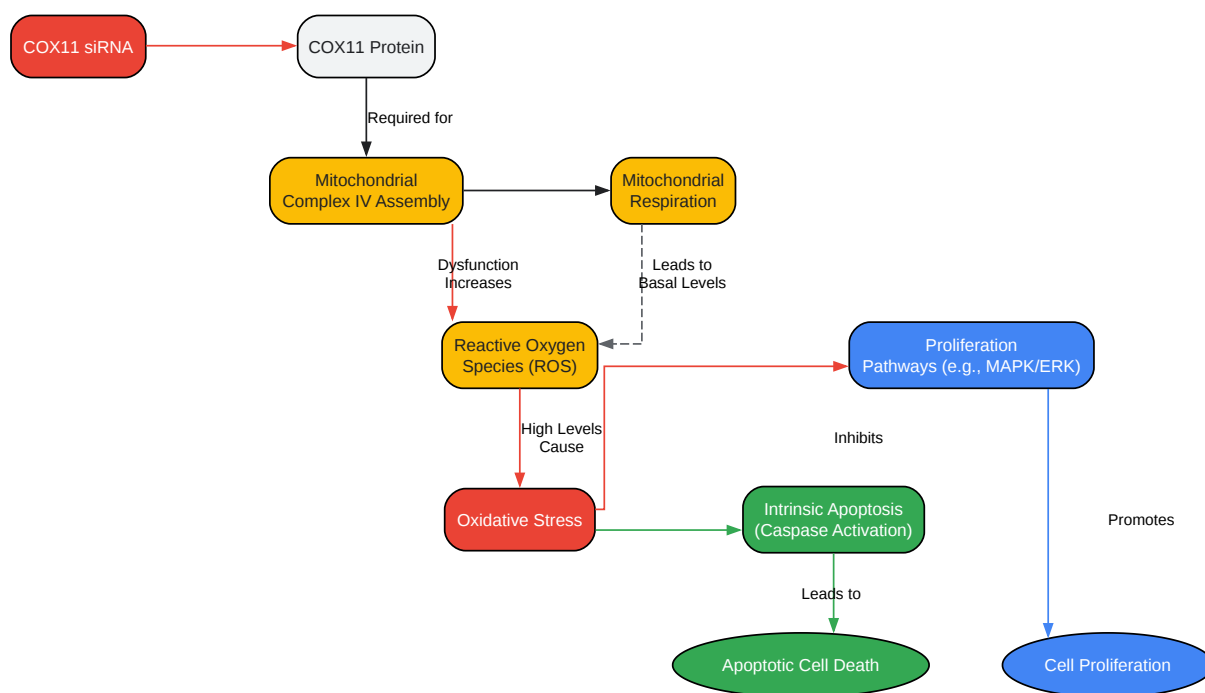 COX11 siRNA
COX11 Protein
Required for
Mitochondrial
Complex IV Assembly
Mitochondrial
Respiration
Dysfunction
Increases
Leads to
Basal Levels
Reactive Oxygen
Species (ROS)
Proliferation
Pathways (e.g., MAPK/ERK)
High Levels
Cause
Inhibits
Oxidative Stress
Intrinsic Apoptosis
(Caspase Activation)
Promotes
Leads to
Apoptotic Cell Death
Cell Proliferation